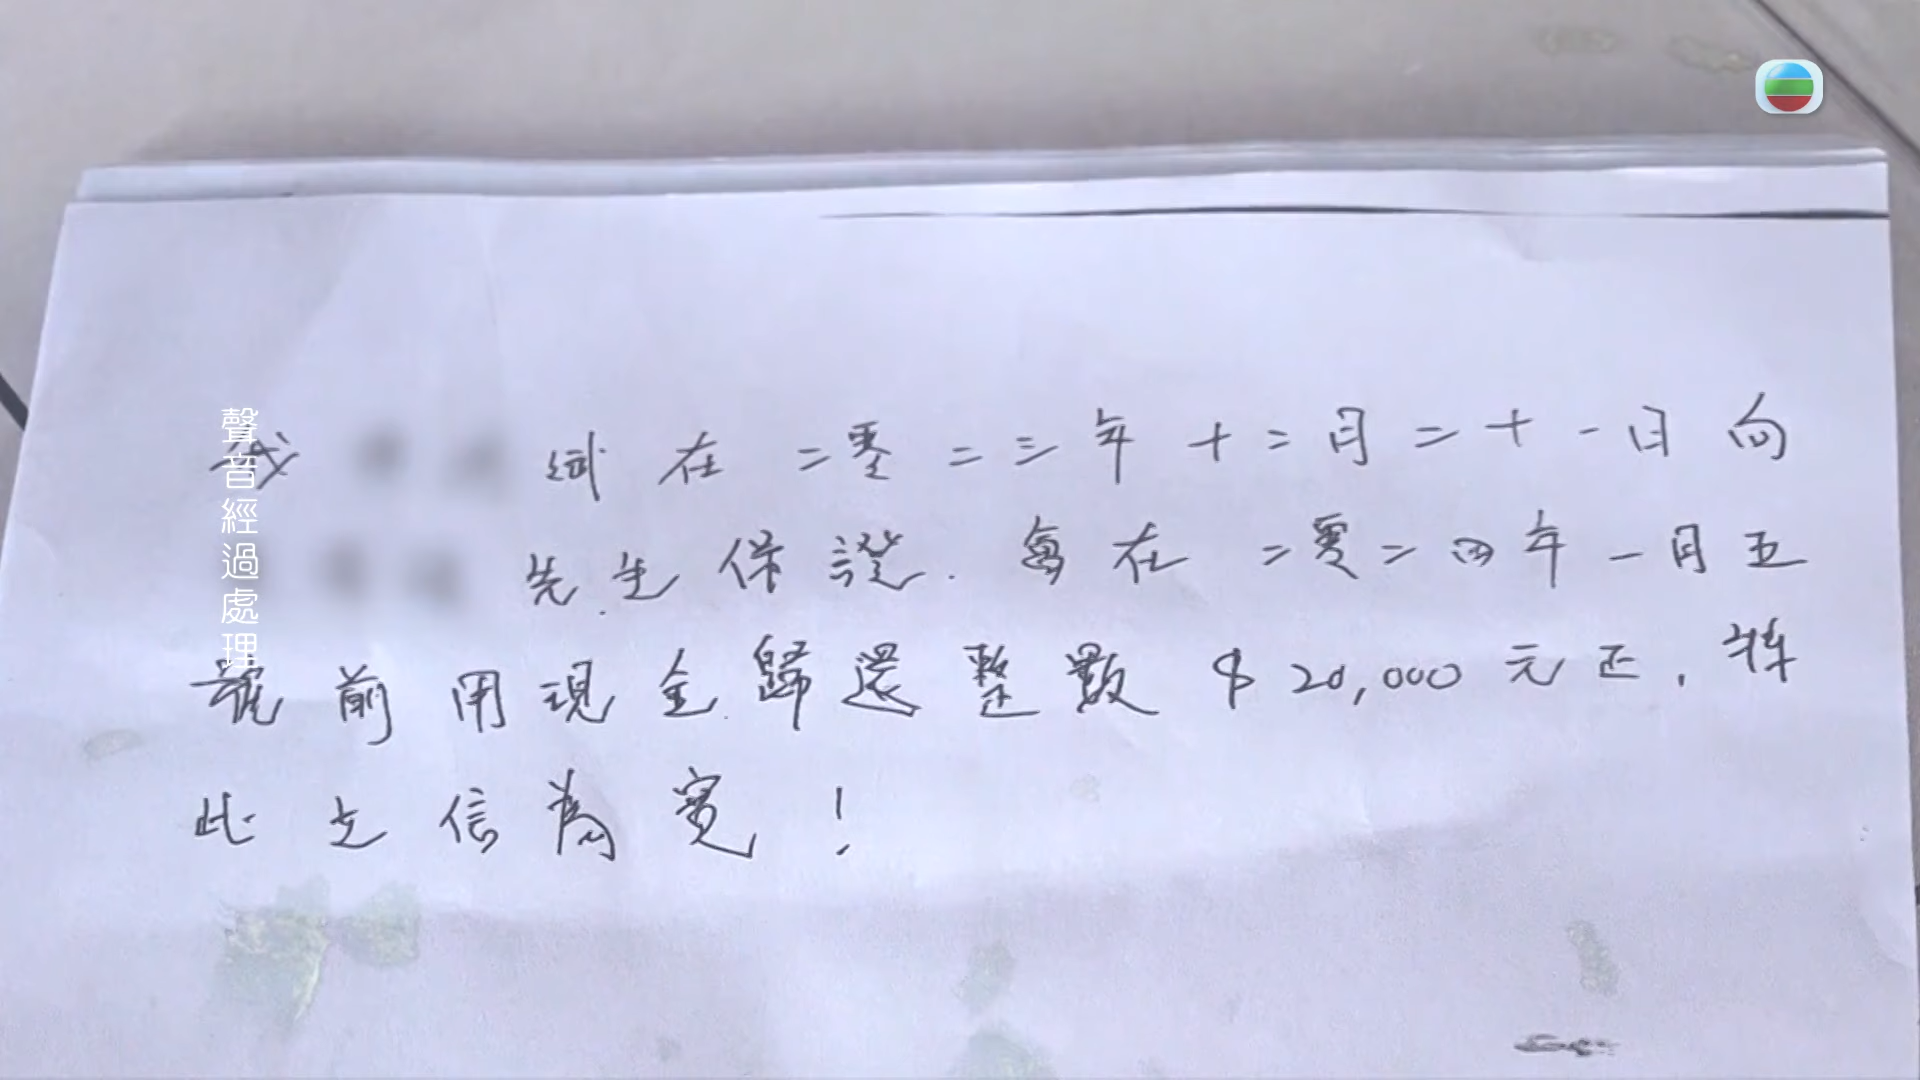 聲音經過處理
我 誠在二零二三年十二月二十一日向
先生保證.會在二零二四年一月五
號前用現金歸還整數$20,000元正.特
此立信為實!